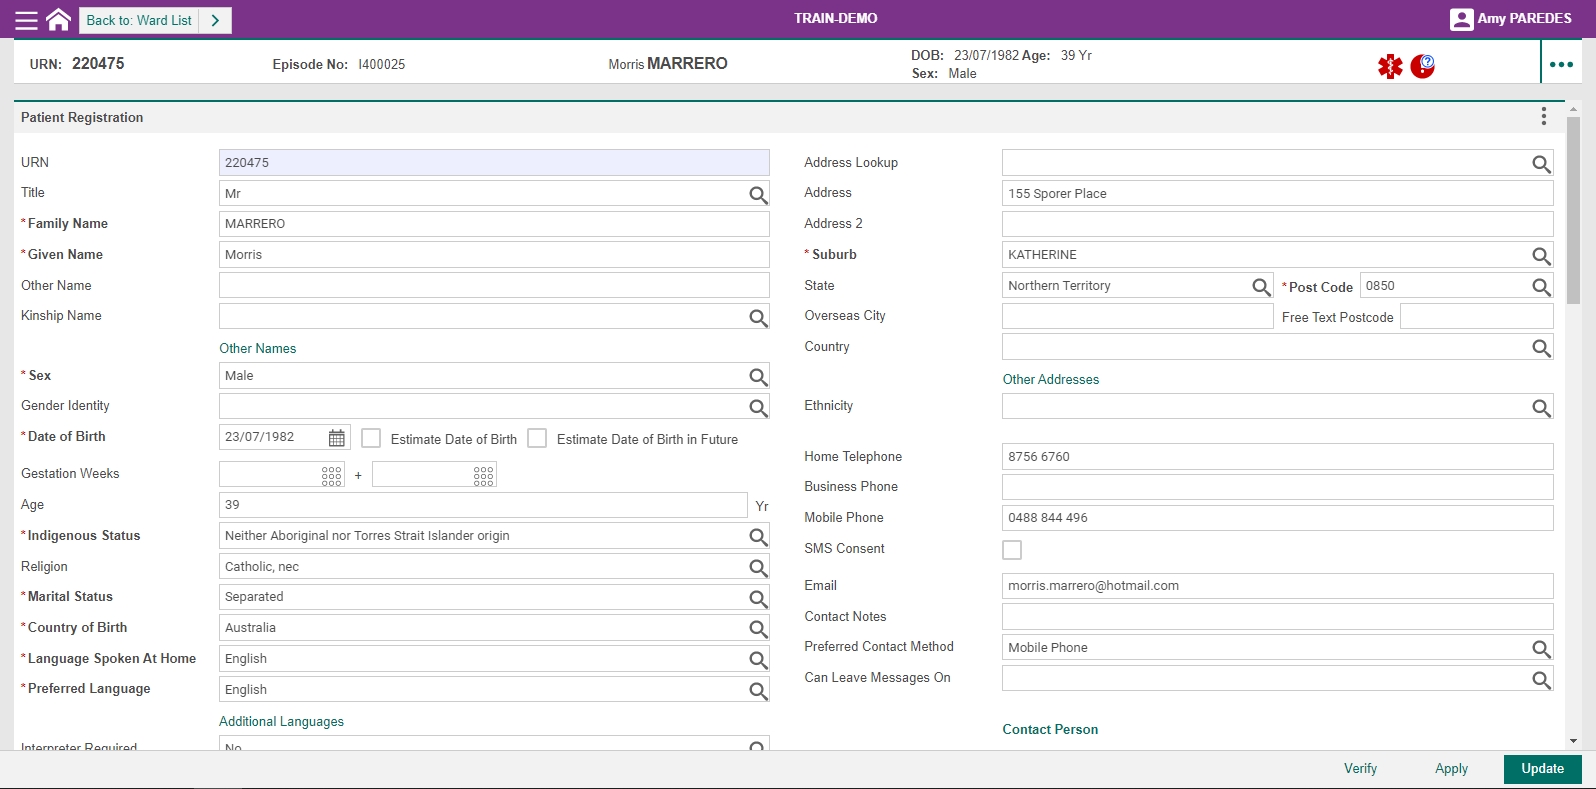 Back to: Ward List
TRAIN-DEMO
Amy PAREDES
URN: 220475
Episode No: I400025
Morris MARRERO
DOB: 23/07/1982 Age: 39 Yr
Sex: Male
Patient Registration
URN 220475
Title Mr
* Family Name MARRERO
* Given Name Morris
Other Name
Kinship Name
Other Names
* Sex Male
Gender Identity
* Date of Birth 23/07/1982 Estimate Date of Birth Estimate Date of Birth in Future
Gestation Weeks +
Age 39 Yr
* Indigenous Status Neither Aboriginal nor Torres Strait Islander origin
Religion Catholic, nec
* Marital Status Separated
* Country of Birth Australia
* Language Spoken At Home English
* Preferred Language English
Additional Languages
Interpreter Required No
Address Lookup
Address 155 Sporer Place
Address 2
* Suburb KATHERINE
State Northern Territory * Post Code 0850
Overseas City Free Text Postcode
Country
Other Addresses
Ethnicity
Home Telephone 8756 6760
Business Phone
Mobile Phone 0488 844 496
SMS Consent
Email morris.marrero@hotmail.com
Contact Notes
Preferred Contact Method Mobile Phone
Can Leave Messages On
Contact Person
Verify Apply Update